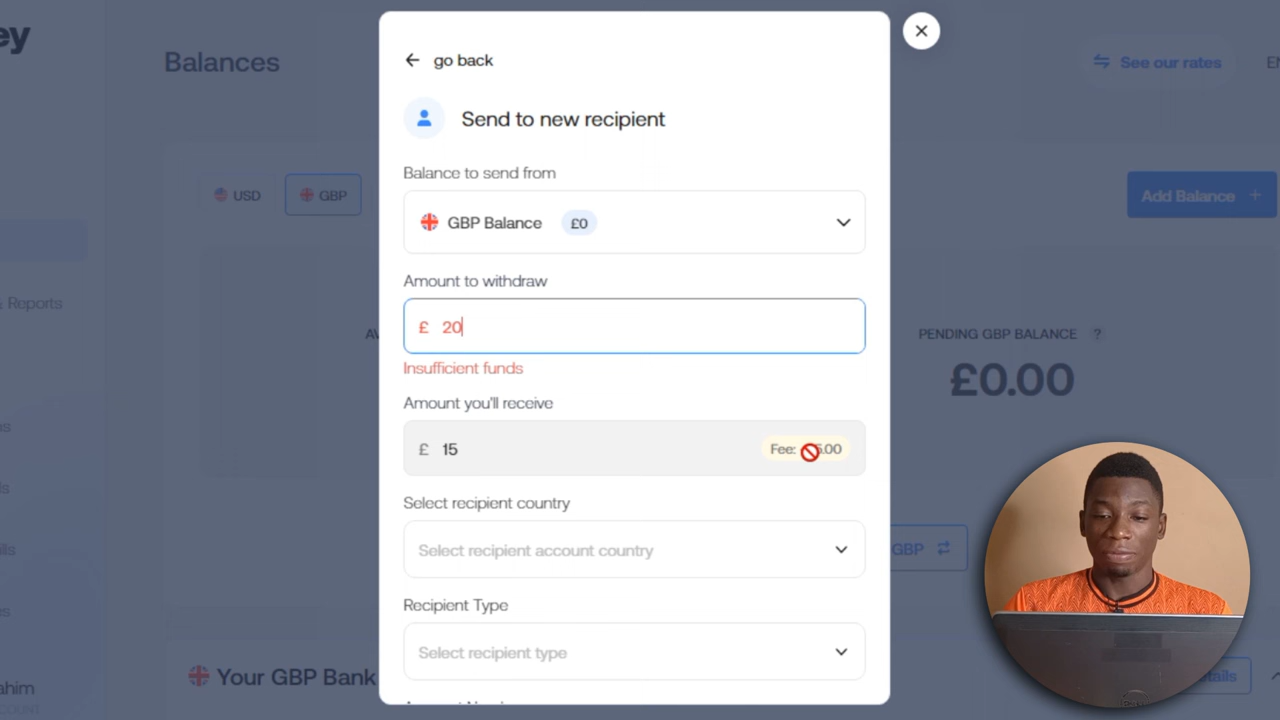 ey
Balances
See our rates
go back
Send to new recipient
Balance to send from
USD
GBP
GBP Balance
£0
Add Balance +
Amount to withdraw
£ 20
Insufficient funds
& Reports
PENDING GBP BALANCE ?
£0.00
Amount you'll receive
£ 15
Fee:
Select recipient country
Select recipient account country
GBP
Recipient Type
Select recipient type
Your GBP Bank